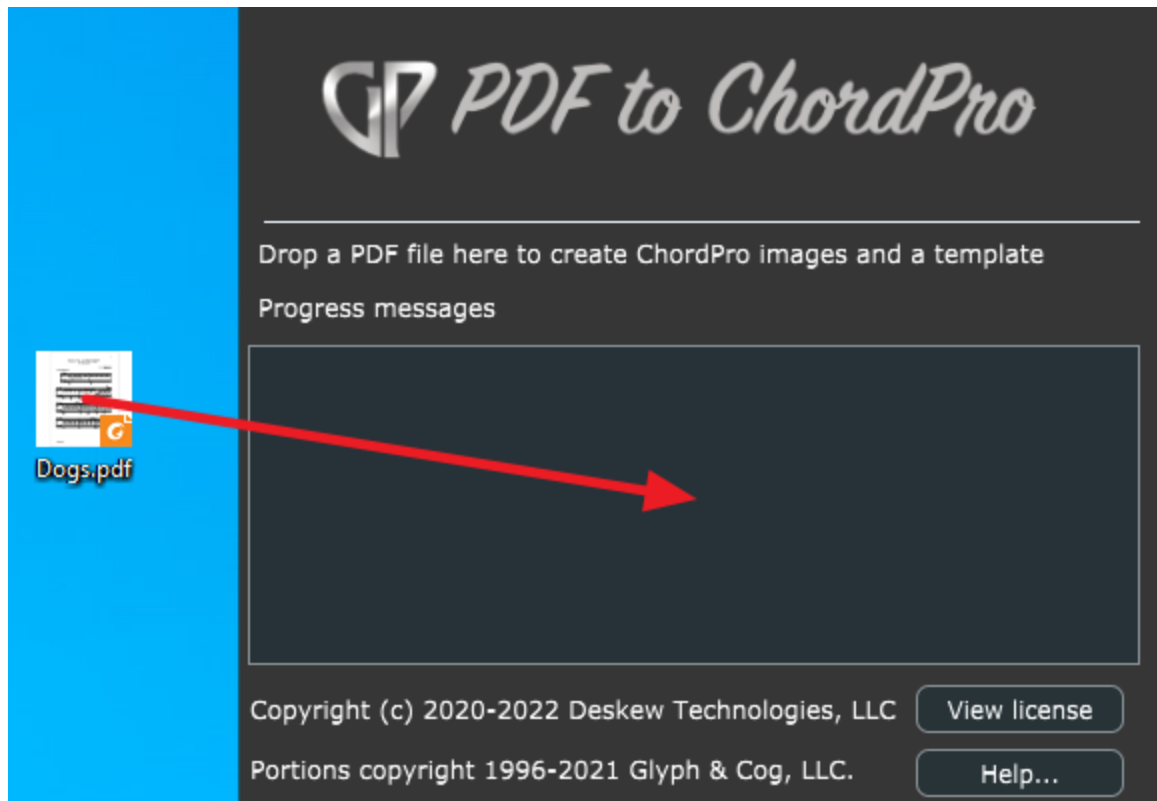 GP PDF to ChordPro
Drop a PDF file here to create ChordPro images and a template
Progress messages
Dogs.pdf
Copyright (c) 2020-2022 Deskew Technologies, LLC
View license
Portions copyright 1996-2021 Glyph & Cog, LLC.
Help...